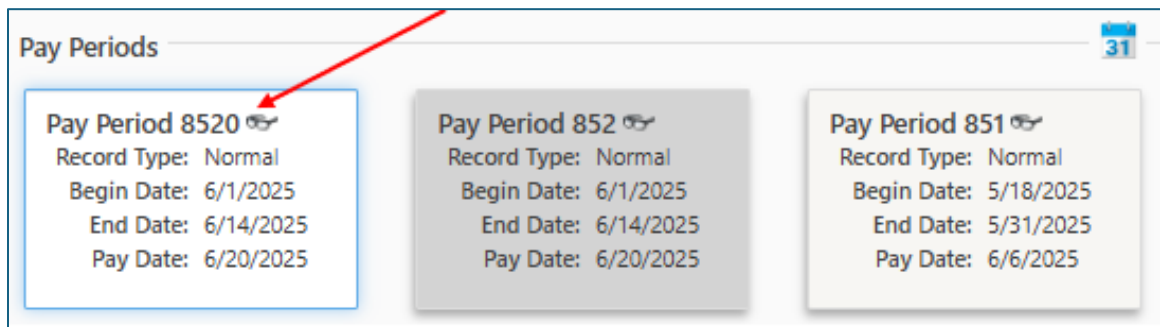 Pay Periods
31
Pay Period 8520
Record Type: Normal
Begin Date: 6/1/2025
End Date: 6/14/2025
Pay Date: 6/20/2025
Pay Period 852
Record Type: Normal
Begin Date: 6/1/2025
End Date: 6/14/2025
Pay Date: 6/20/2025
Pay Period 851
Record Type: Normal
Begin Date: 5/18/2025
End Date: 5/31/2025
Pay Date: 6/6/2025